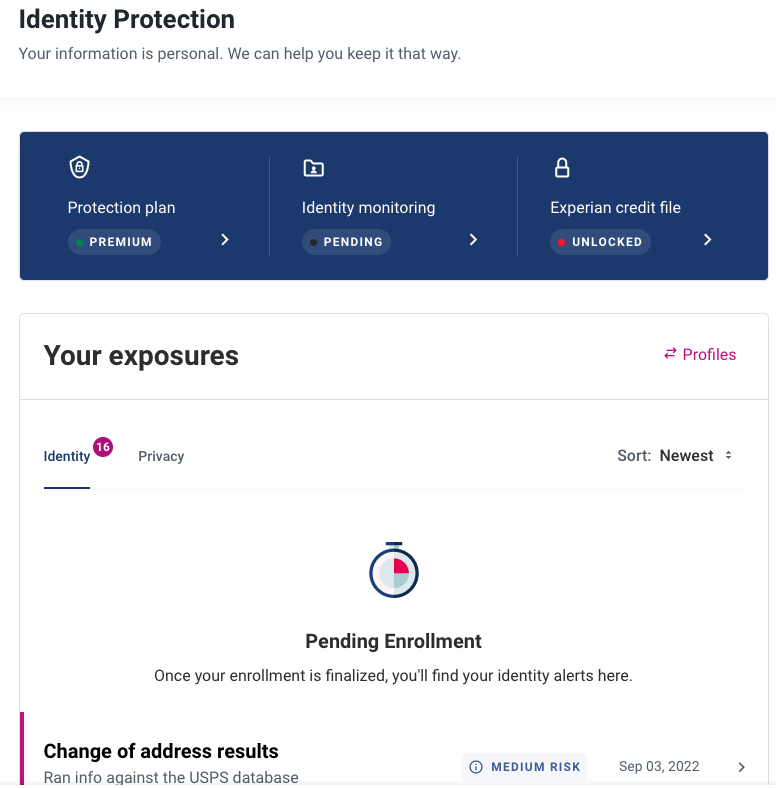 Identity Protection
Your information is personal. We can help you keep it that way.
Protection plan
PREMIUM
Identity monitoring
PENDING
Experian credit file
UNLOCKED
Your exposures
Profiles
Identity 16
Privacy
Sort: Newest
Pending Enrollment
Once your enrollment is finalized, you'll find your identity alerts here.
Change of address results
MEDIUM RISK
Sep 03, 2022
Ran info against the USPS database